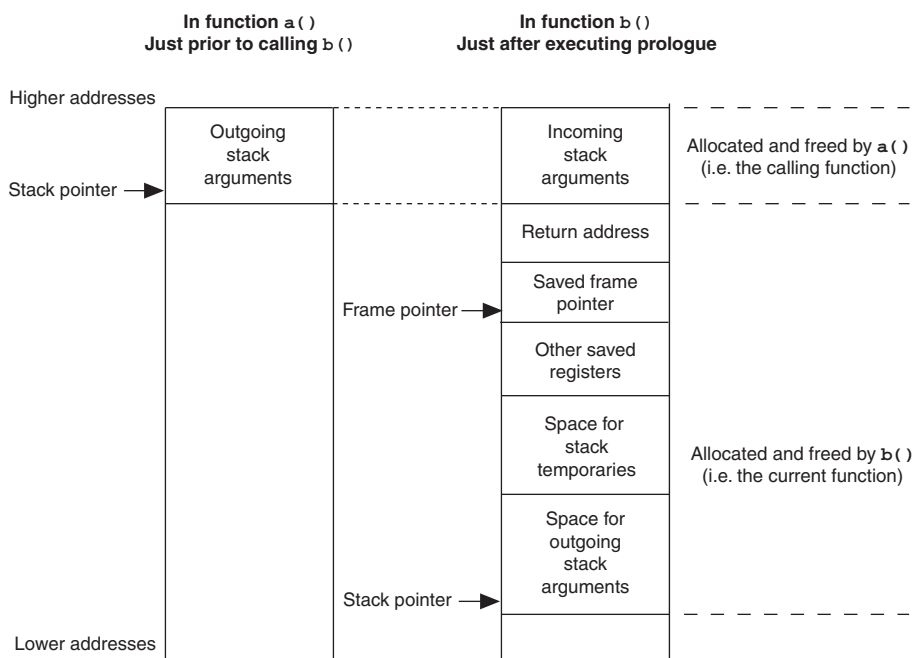 In function a()
Just prior to calling b()
In function b()
Just after executing prologue
Higher addresses
Outgoing
stack
arguments
Incoming
stack
arguments
Allocated and freed by a()
(i.e. the calling function)
Stack pointer
Return address
Saved frame
pointer
Frame pointer
Other saved
registers
Space for
stack
temporaries
Allocated and freed by b()
(i.e. the current function)
Space for
outgoing
stack
arguments
Stack pointer
Lower addresses